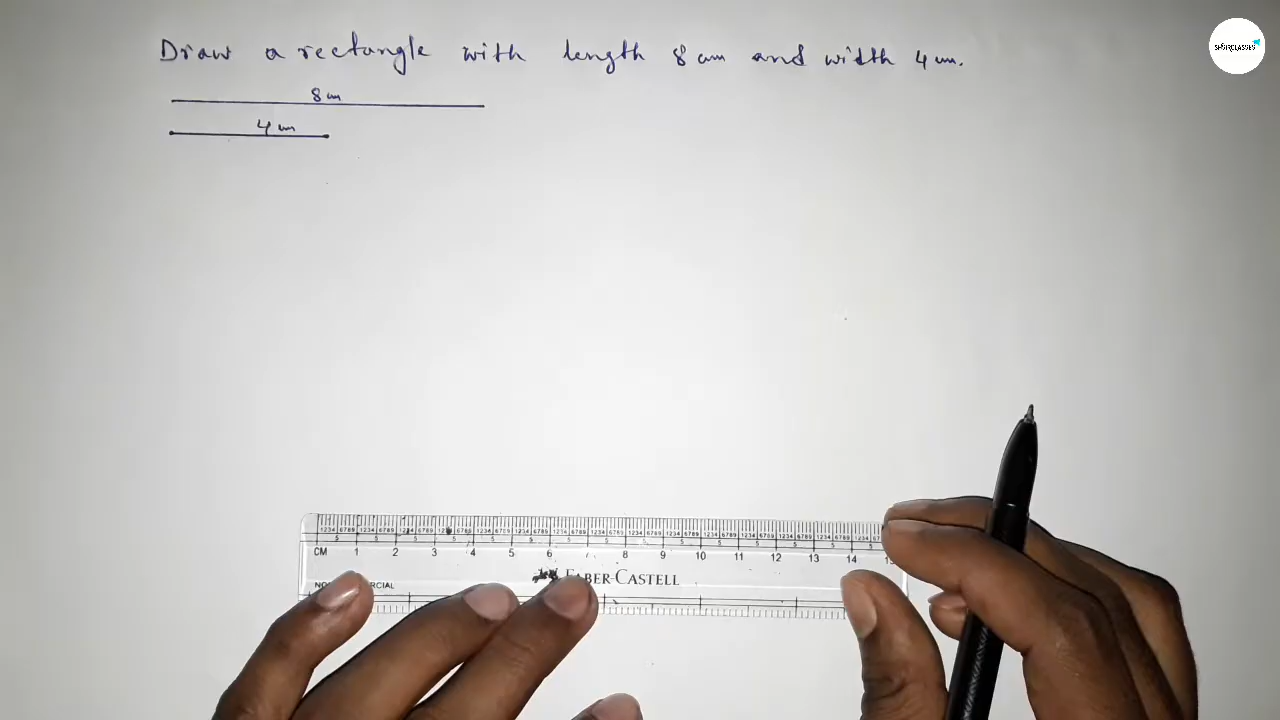 Draw a rectangle with length 8 cm and width 4 cm.
8 cm
4 cm
SPORCLASSES
CM 1 2 3 4 5 6 7 8 9 10 11 12 13 14
FABER-CASTELL